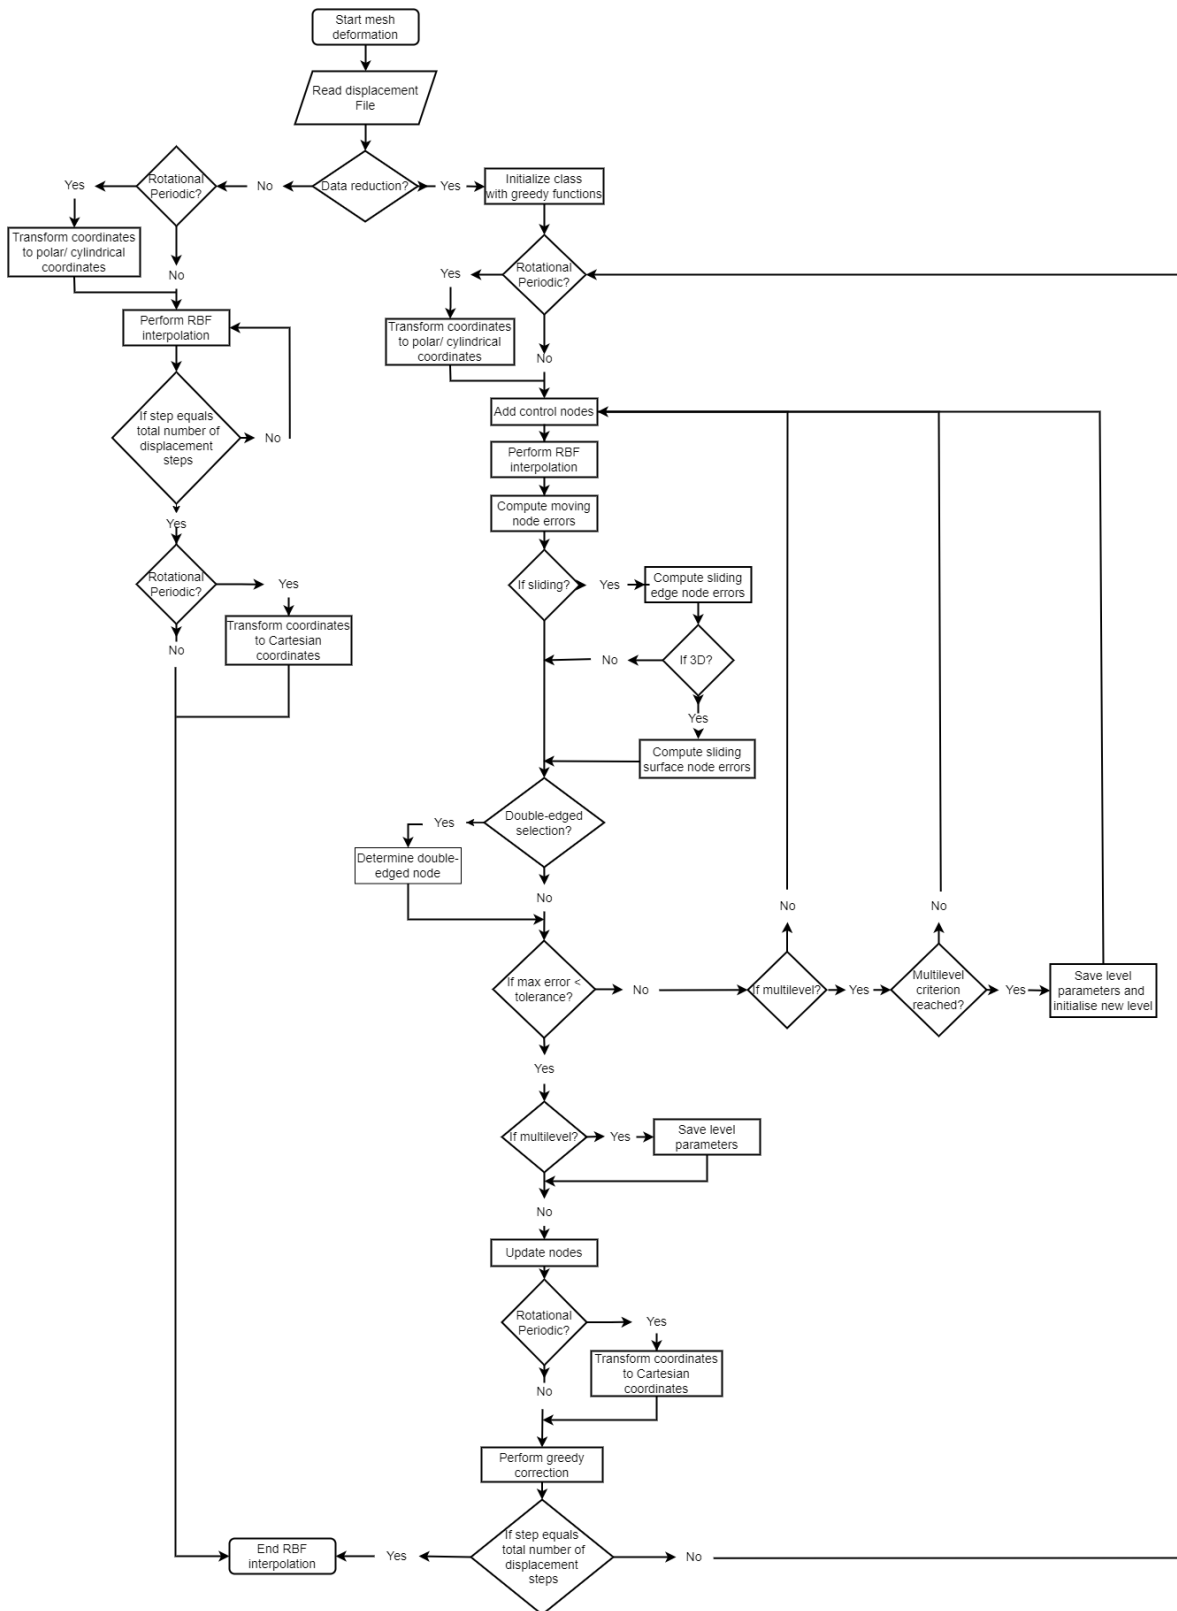 Start mesh
deformation
Read displacement
File
Data reduction?
No
Yes
Rotational
Periodic?
Yes
Transform coordinates
to polar/ cylindrical
coordinates
No
Perform RBF
interpolation
If step equals
total number of
displacement
steps
No
Yes
Rotational
Periodic?
Yes
Transform coordinates
to Cartesian
coordinates
No
Initialize class
with greedy functions
Rotational
Periodic?
Yes
Transform coordinates
to polar/ cylindrical
coordinates
No
Add control nodes
Perform RBF
interpolation
Compute moving
node errors
If sliding?
Yes
Compute sliding
edge node errors
If 3D?
No
Yes
Compute sliding
surface node errors
Double-edged
selection?
Yes
Determine double-
edged node
No
If max error <
tolerance?
No
If multilevel?
No
Yes
Multilevel
criterion
reached?
No
Yes
Save level
parameters and
initialise new level
Yes
If multilevel?
Yes
Save level
parameters
No
Update nodes
Rotational
Periodic?
Yes
Transform coordinates
to Cartesian
coordinates
No
Perform greedy
correction
If step equals
total number of
displacement
steps
No
Yes
End RBF
interpolation